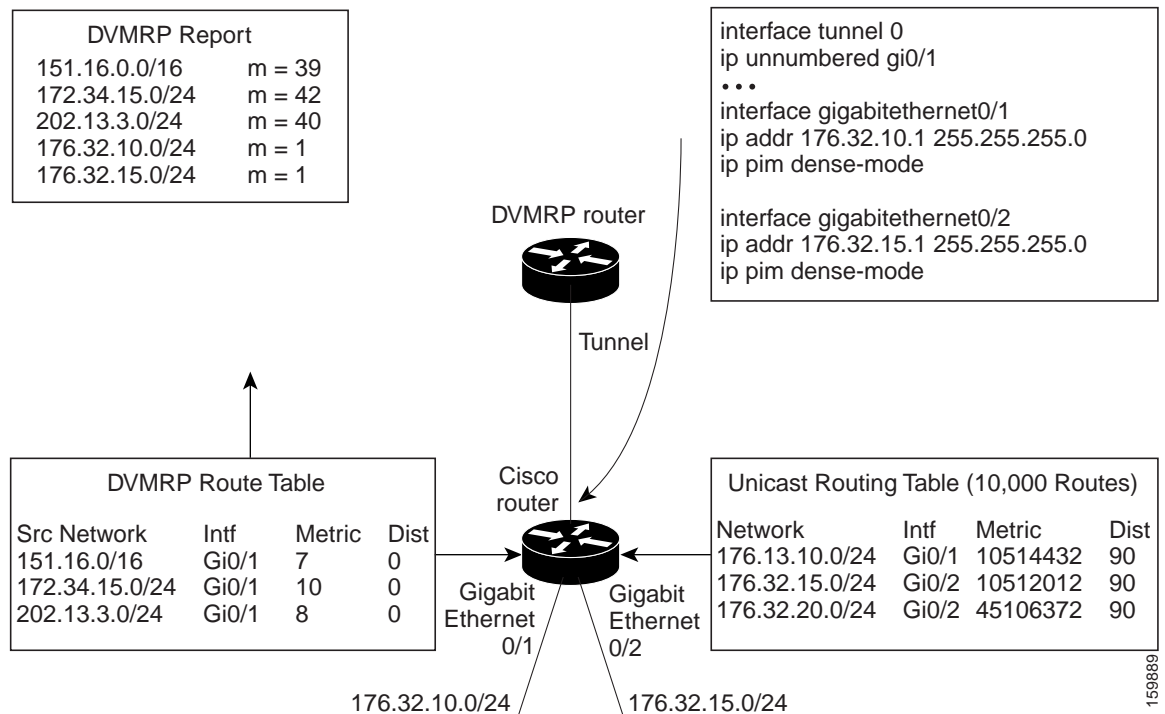 DVMRP Report
151.16.0.0/16 m = 39
172.34.15.0/24 m = 42
202.13.3.0/24 m = 40
176.32.10.0/24 m = 1
176.32.15.0/24 m = 1
interface tunnel 0
ip unnumbered gi0/1
• • •
interface gigabitethernet0/1
ip addr 176.32.10.1 255.255.255.0
ip pim dense-mode
interface gigabitethernet0/2
ip addr 176.32.15.1 255.255.255.0
ip pim dense-mode
DVMRP router
Tunnel
Cisco
router
DVMRP Route Table
Src Network Intf Metric Dist
151.16.0/16 Gi0/1 7 0
172.34.15.0/24 Gi0/1 10 0
202.13.3.0/24 Gi0/1 8 0
Gigabit
Ethernet
0/1
Gigabit
Ethernet
0/2
Unicast Routing Table (10,000 Routes)
Network Intf Metric Dist
176.13.10.0/24 Gi0/1 10514432 90
176.32.15.0/24 Gi0/2 10512012 90
176.32.20.0/24 Gi0/2 45106372 90
176.32.10.0/24
176.32.15.0/24
159889